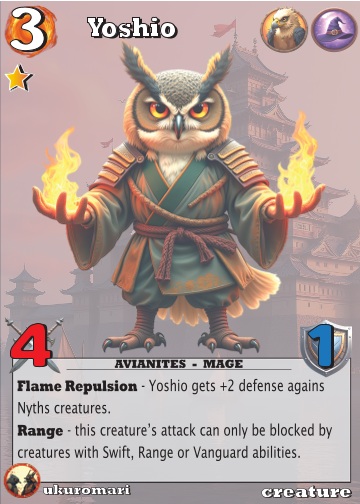 3 Yoshio
4 1
AVIANITES - MAGE
Flame Repulsion - Yoshio gets +2 defense agains
Nyths creatures.
Range - this creature's attack can only be blocked by
creatures with Swift, Range or Vanguard abilities.
ukuromari creature